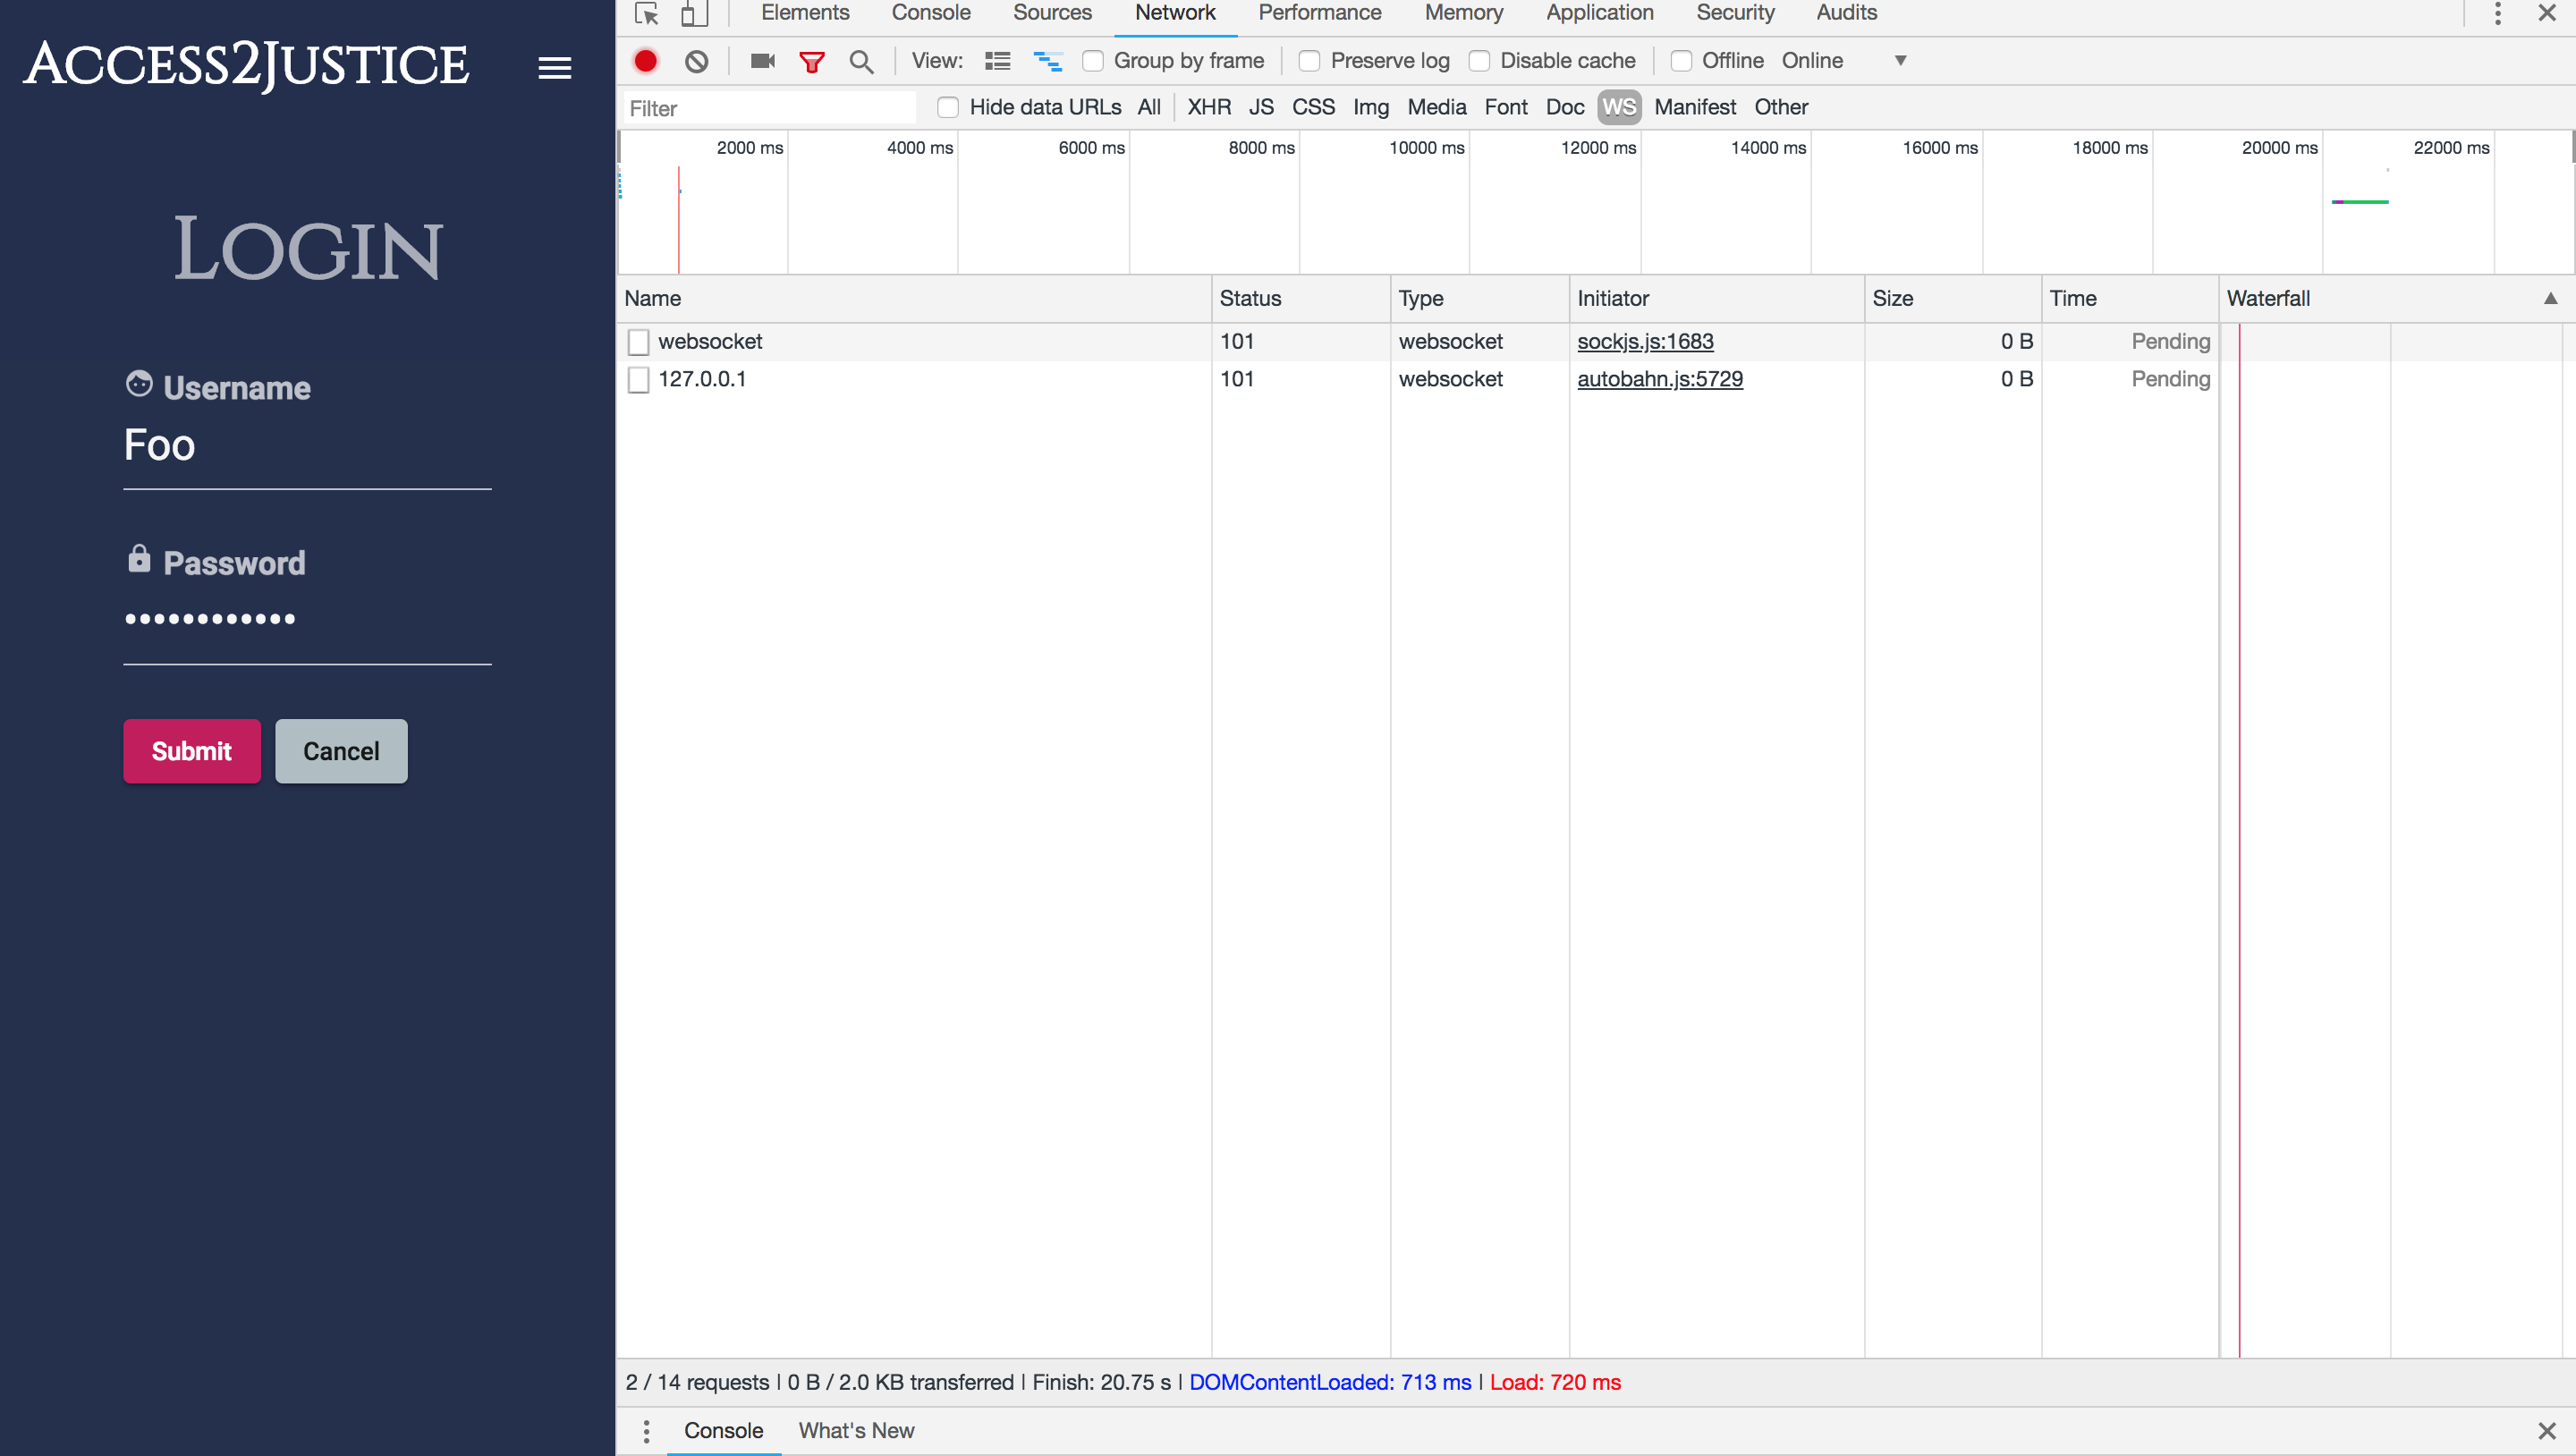 Access2Justice
Login
Username
Foo
Password
Submit Cancel
Elements Console Sources Network Performance Memory Application Security Audits
View: Group by frame Preserve log Disable cache Offline Online
Filter Hide data URLs All XHR JS CSS Img Media Font Doc WS Manifest Other
2000 ms 4000 ms 6000 ms 8000 ms 10000 ms 12000 ms 14000 ms 16000 ms 18000 ms 20000 ms 22000 ms
Name Status Type Initiator Size Time Waterfall
websocket 101 websocket sockjs.js:1683 0 B Pending
127.0.0.1 101 websocket autobahn.js:5729 0 B Pending
2 / 14 requests | 0 B / 2.0 KB transferred | Finish: 20.75 s | DOMContentLoaded: 713 ms | Load: 720 ms
Console What's New